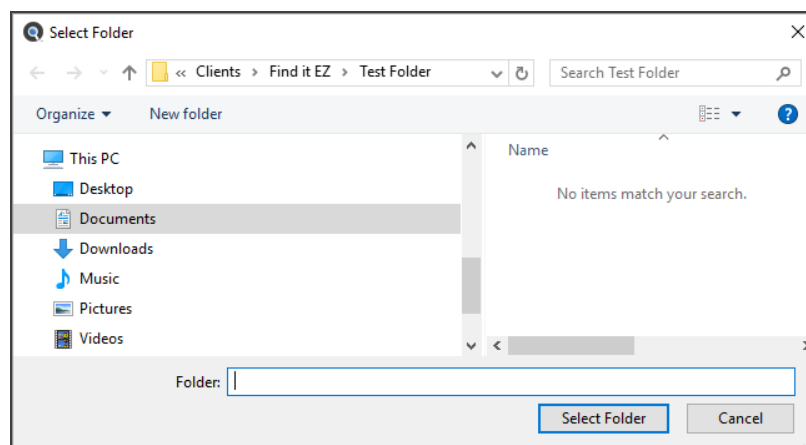 Select Folder
« Clients > Find it EZ > Test Folder
Search Test Folder
Organize
New folder
?
This PC
Desktop
Documents
Downloads
Music
Pictures
Videos
Name
No items match your search.
Folder:
Select Folder
Cancel